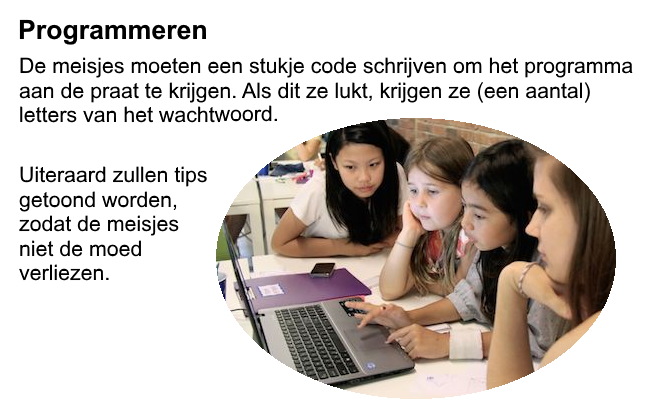 Programmeren
De meisjes moeten een stukje code schrijven om het programma
aan de praat te krijgen. Als dit ze lukt, krijgen ze (een aantal)
letters van het wachtwoord.
Uiteraard zullen tips
getoond worden,
zodat de meisjes
niet de moed
verliezen.